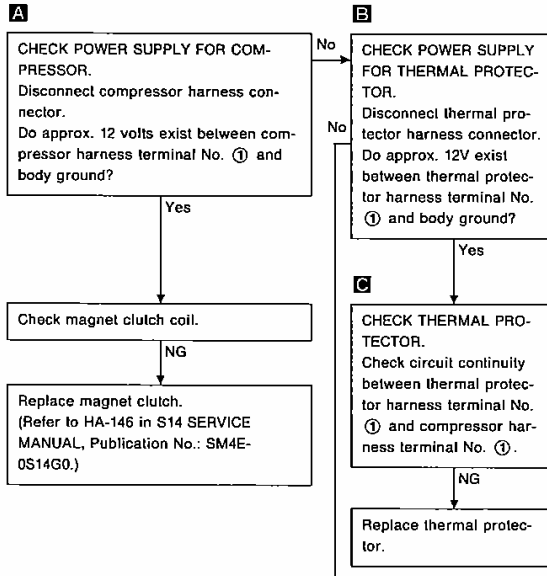 A
CHECK POWER SUPPLY FOR COM-
PRESSOR.
Disconnect compressor harness con-
nector.
Do approx. 12 volts exist between com-
pressor harness terminal No. ① and
body ground?
No
Yes
Check magnet clutch coil.
NG
Replace magnet clutch.
(Refer to HA-146 in S14 SERVICE
MANUAL, Publication No.: SM4E-
0S14G0.)
B
CHECK POWER SUPPLY
FOR THERMAL PROTEC-
TOR.
Disconnect thermal pro-
tector harness connector.
Do approx. 12V exist
between thermal protec-
tor harness terminal No.
① and body ground?
No
Yes
C
CHECK THERMAL PRO-
TECTOR.
Check circuit continuity
between thermal protec-
tor harness terminal No.
① and compressor har-
ness terminal No. ①.
NG
Replace thermal protec-
tor.